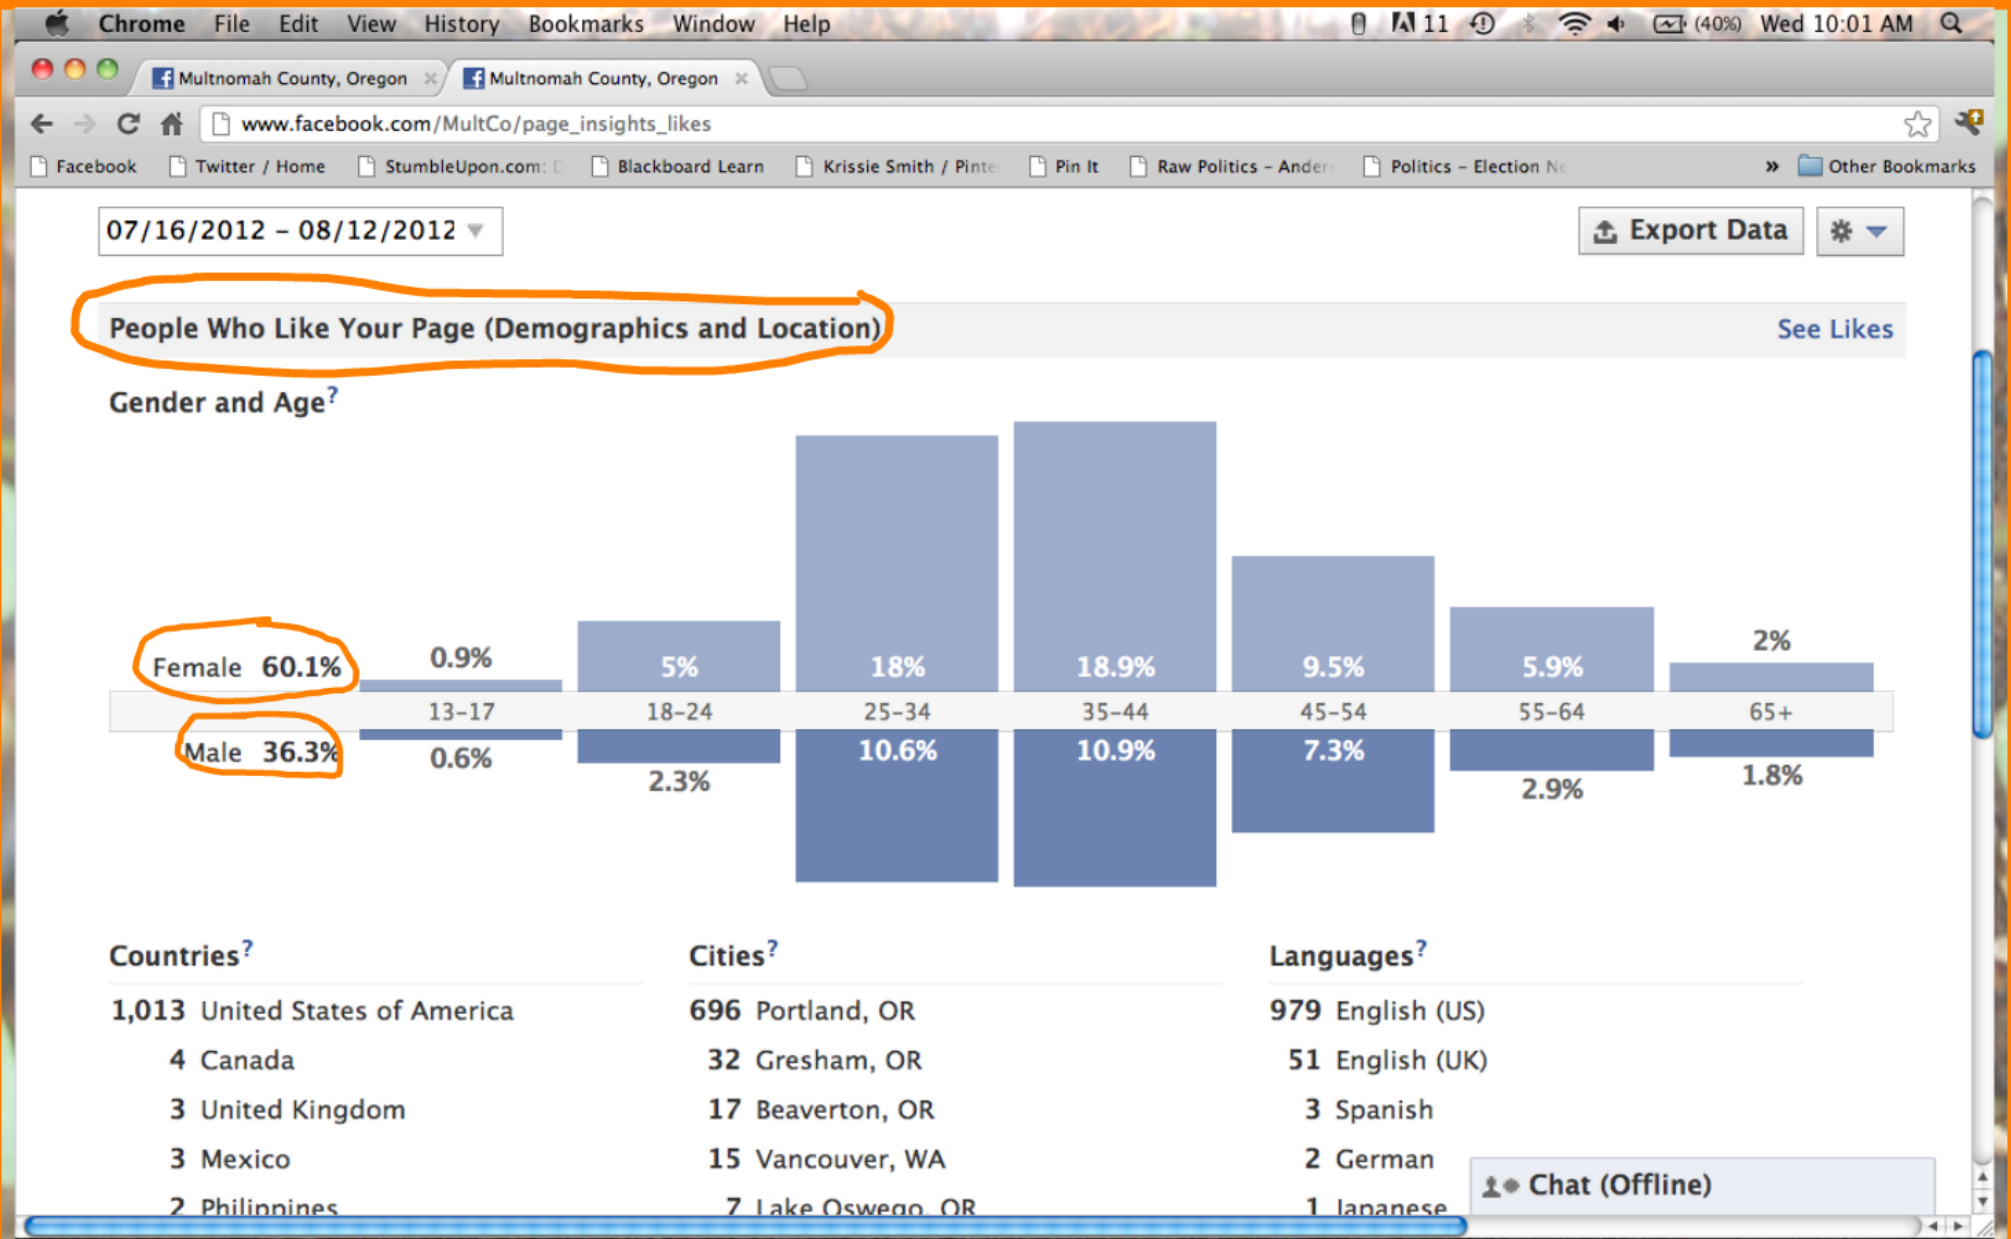 Chrome File Edit View History Bookmarks Window Help 11 (40%) Wed 10:01 AM
Multnomah County, Oregon Multnomah County, Oregon
www.facebook.com/MultCo/page_insights_likes
Facebook Twitter / Home StumbleUpon.com: Blackboard Learn Krissie Smith / Pinte Pin It Raw Politics – Ander Politics – Election Ne » Other Bookmarks
07/16/2012 – 08/12/2012 Export Data
People Who Like Your Page (Demographics and Location) See Likes
Gender and Age?
Female 60.1% 0.9% 5% 18% 18.9% 9.5% 5.9% 2%
13–17 18–24 25–34 35–44 45–54 55–64 65+
Male 36.3% 0.6% 2.3% 10.6% 10.9% 7.3% 2.9% 1.8%
Countries? Cities? Languages?
1,013 United States of America 696 Portland, OR 979 English (US)
4 Canada 32 Gresham, OR 51 English (UK)
3 United Kingdom 17 Beaverton, OR 3 Spanish
3 Mexico 15 Vancouver, WA 2 German
2 Philippines 7 Lake Oswego, OR 1 Japanese
Chat (Offline)